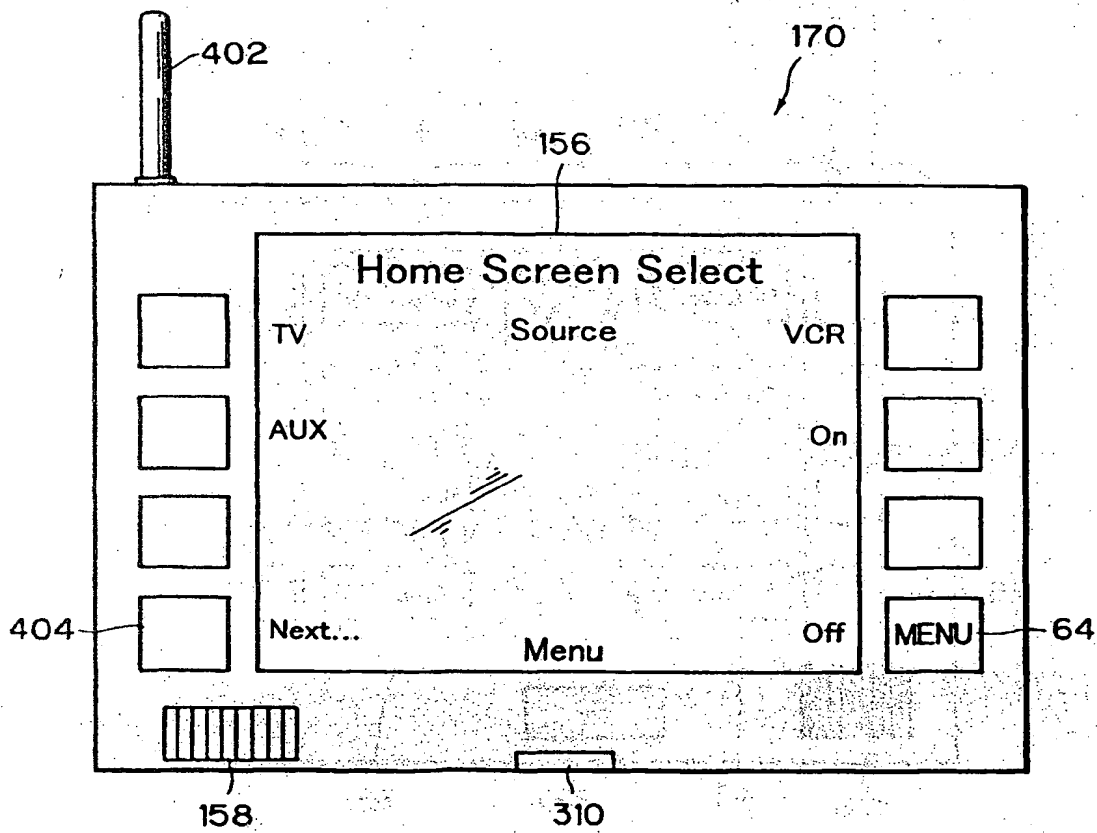 402
170
156
Home Screen Select
TV
Source
VCR
AUX
On
404
Next...
Menu
Off
MENU
64
158
310